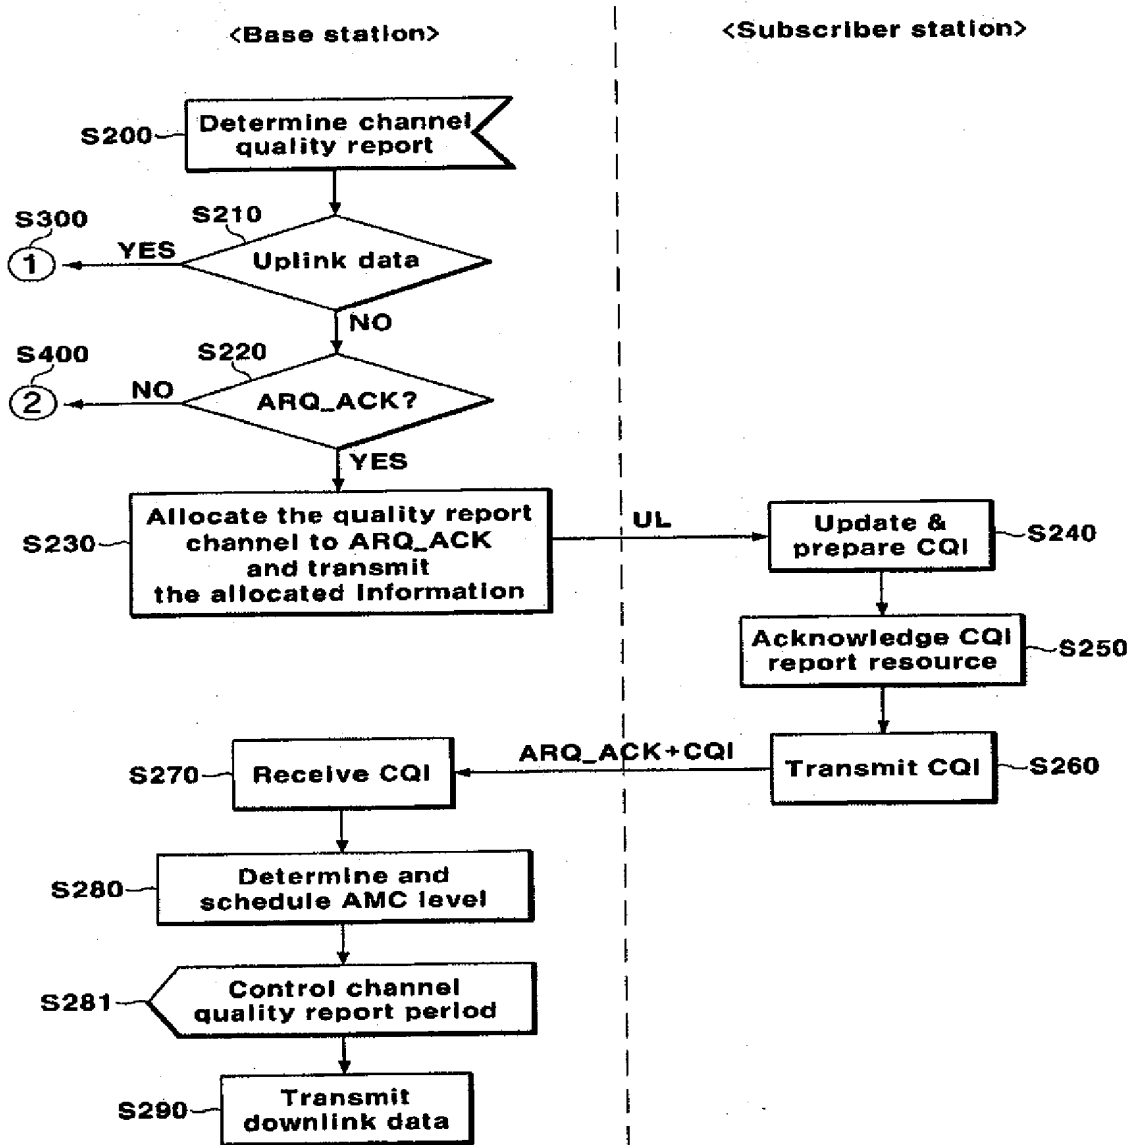 <Base station>
<Subscriber station>
S200
Determine channel
quality report
S300
S210
1
YES
Uplink data
NO
S400
S220
2
NO
ARQ_ACK?
YES
S230
Allocate the quality report
channel to ARQ_ACK
and transmit
the allocated Information
UL
Update &
prepare CQI
S240
Acknowledge CQI
report resource
S250
S270
Receive CQI
ARQ_ACK+CQI
Transmit CQI
S260
S280
Determine and
schedule AMC level
S281
Control channel
quality report period
S290
Transmit
downlink data